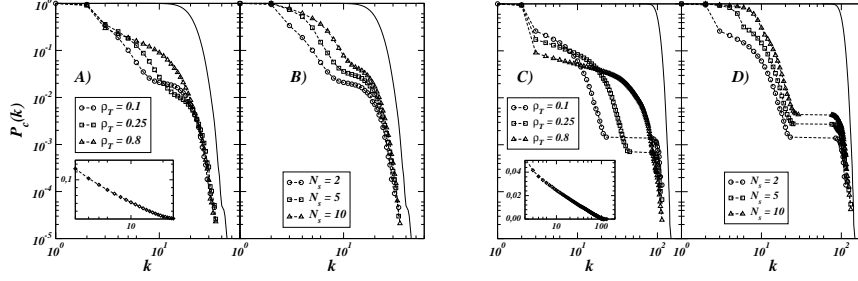 10^0
10^-1
10^-2
10^-3
10^-4
10^-5
P_c(k)
A)
ρ_T = 0.1
ρ_T = 0.25
ρ_T = 0.8
0,1
10
10^0
10^1
k
B)
N_s = 2
N_s = 5
N_s = 10
10^0
10^1
k
C)
ρ_T = 0.1
ρ_T = 0.25
ρ_T = 0.8
0,04
0,02
0,00
10
100
10^0
10^1
10^2
k
D)
N_s = 2
N_s = 5
N_s = 10
10^0
10^1
10^2
k